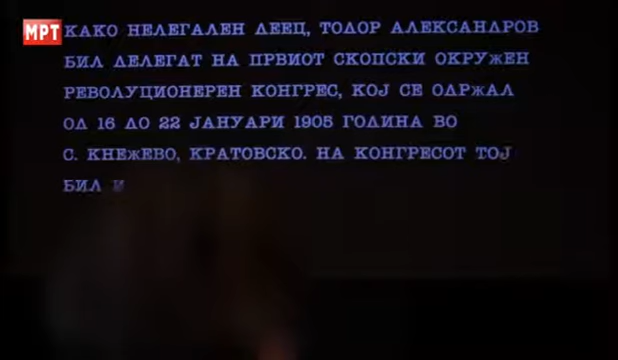 МРТ
КАКО НЕЛЕГАЛЕН ДЕЕЦ, ТОДОР АЛЕКСАНДРОВ
БИЛ ДЕЛЕГАТ НА ПРВИОТ СКОПСКИ ОКРУЖЕН
РЕВОЛУЦИОНЕРЕН КОНГРЕС, КОЈ СЕ ОДРЖАЛ
ОД 16 ДО 22 ЈАНУАРИ 1905 ГОДИНА ВО
С. КНЕЖЕВО, КРАТОВСКО. НА КОНГРЕСОТ ТОЈ
БИЛ И